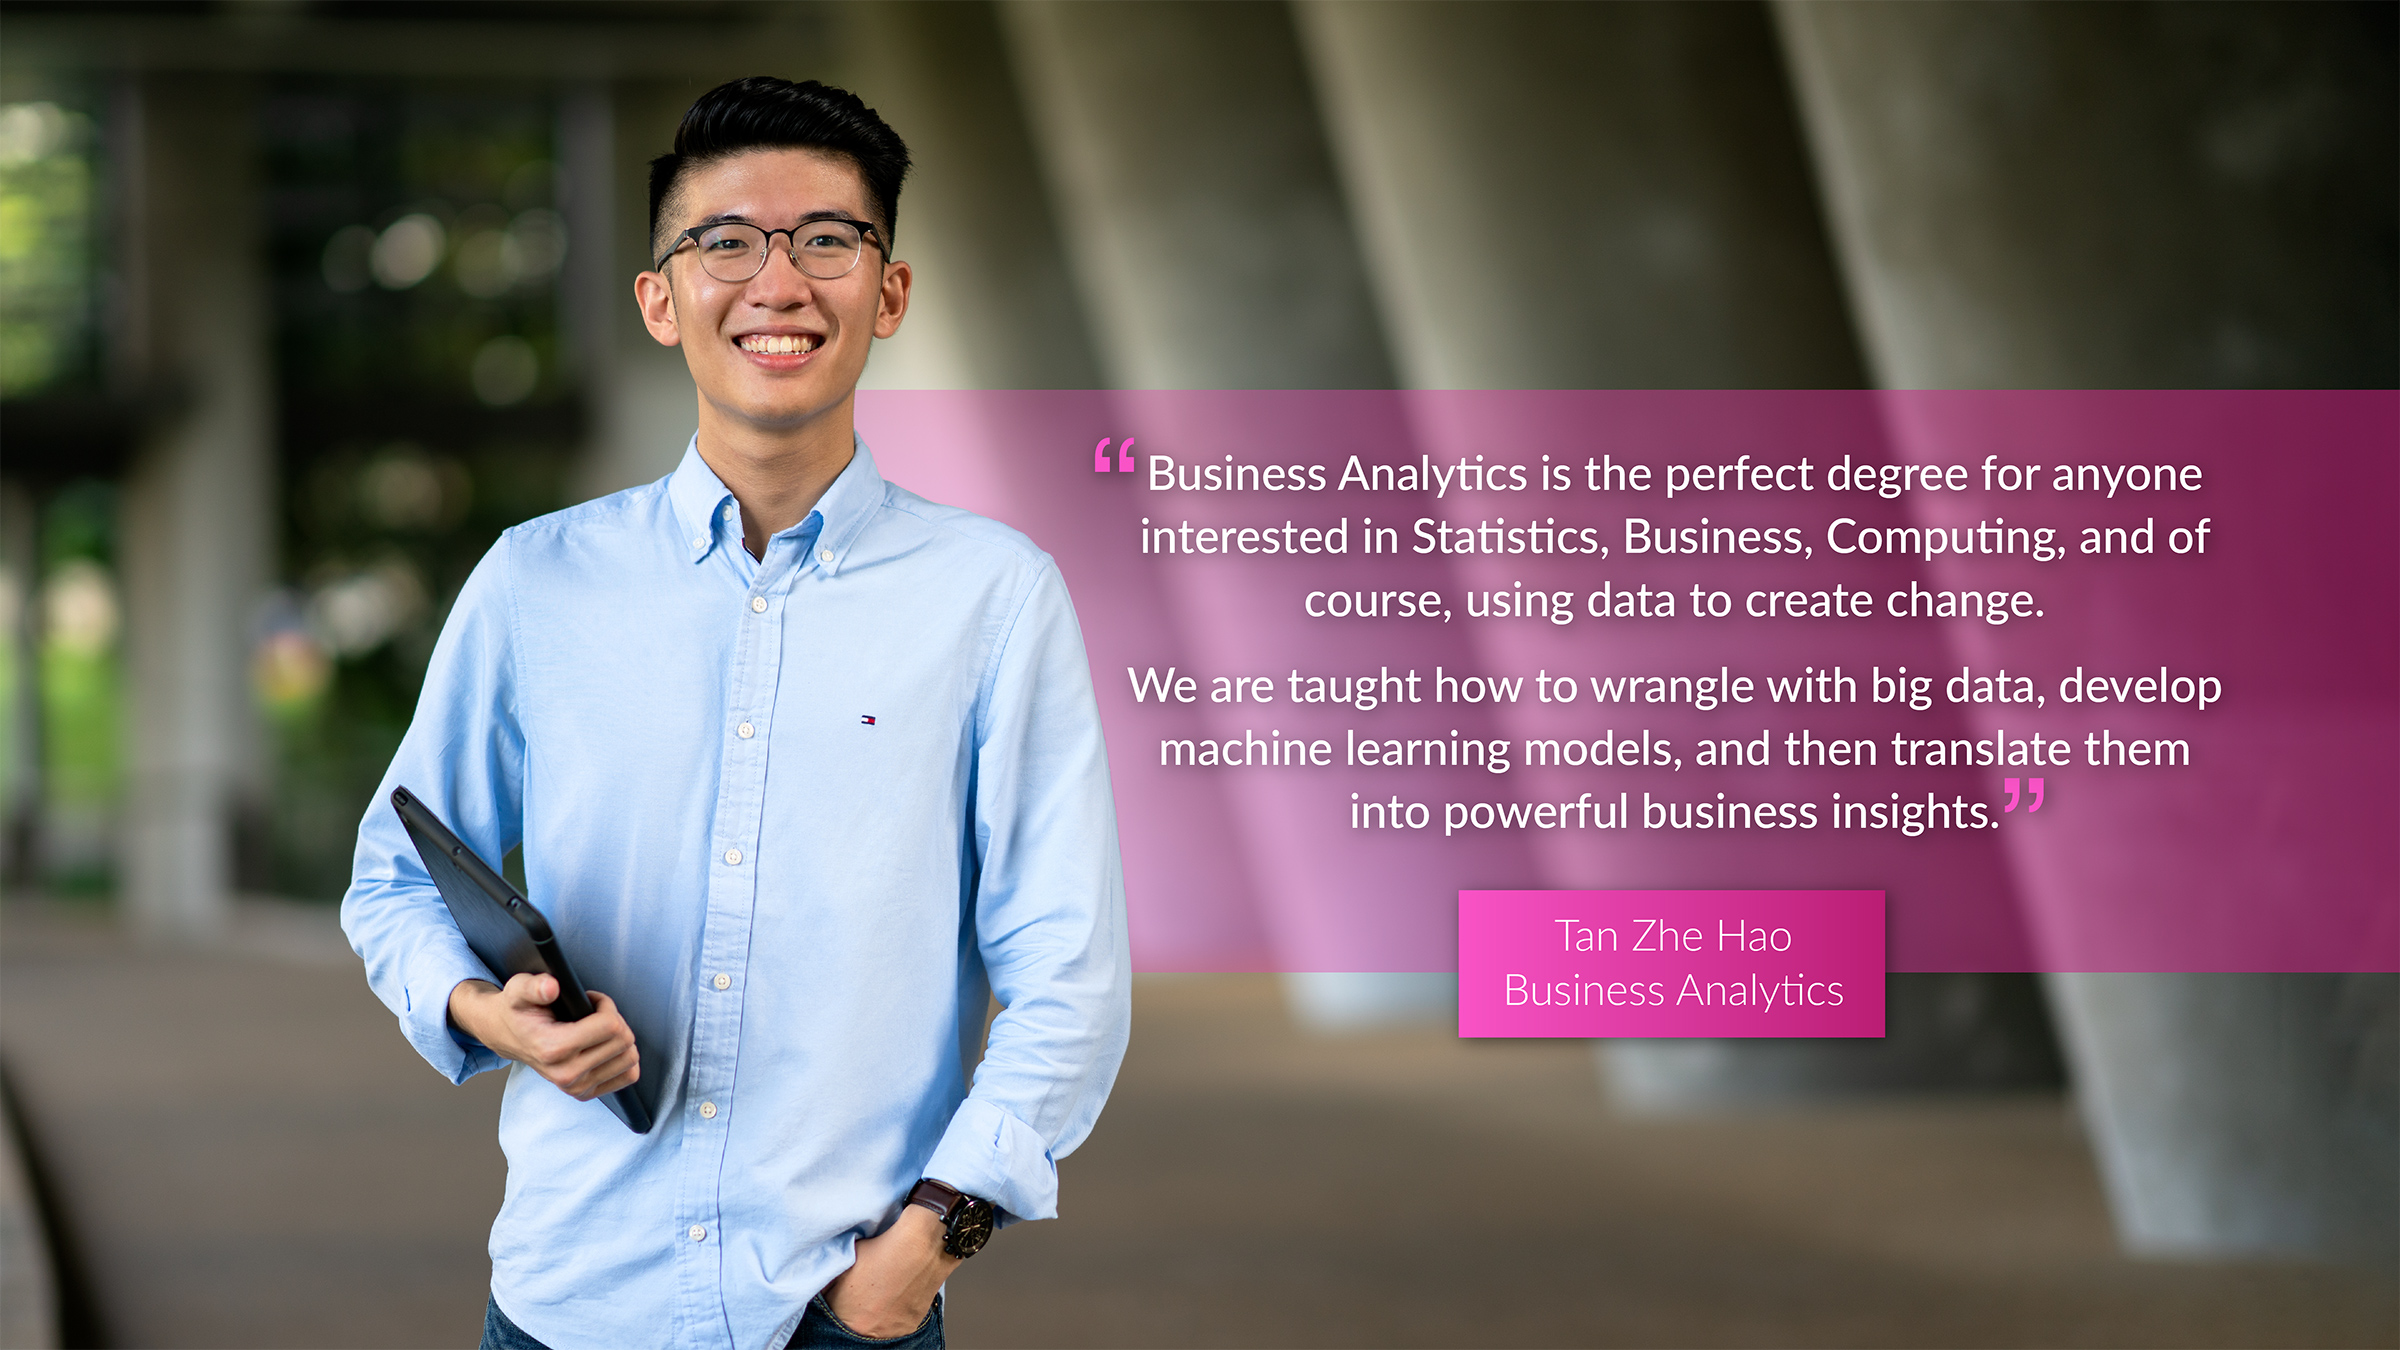 “Business Analytics is the perfect degree for anyone
interested in Statistics, Business, Computing, and of
course, using data to create change.
We are taught how to wrangle with big data, develop
machine learning models, and then translate them
into powerful business insights.”
Tan Zhe Hao
Business Analytics